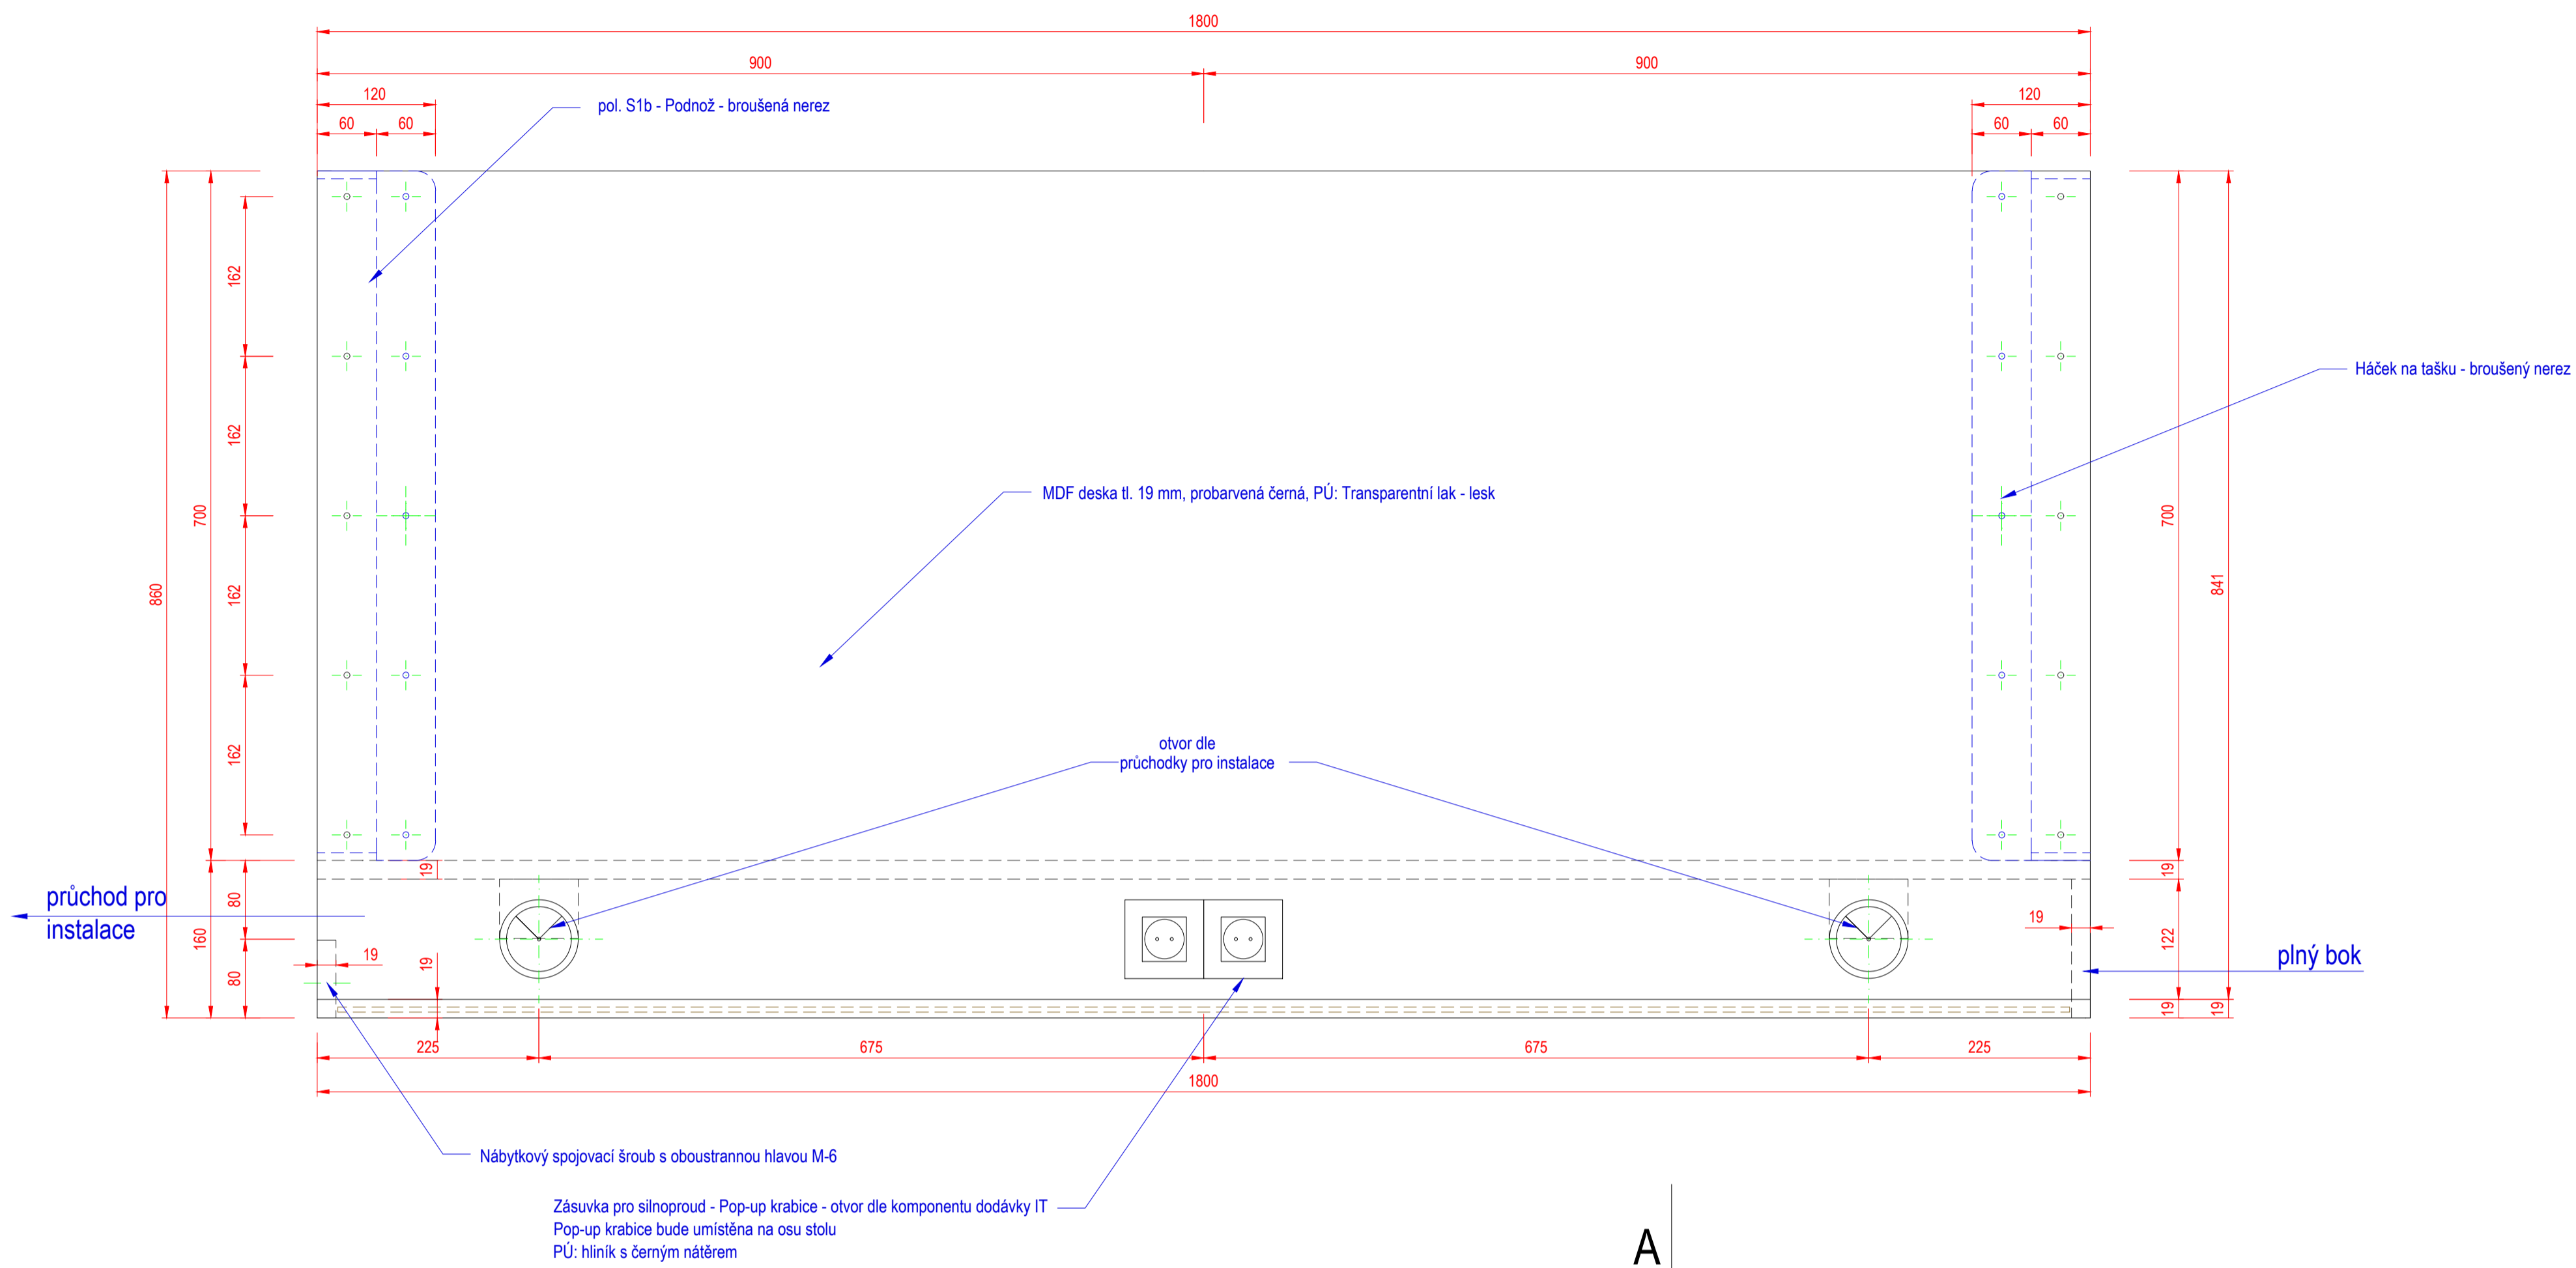 1800
900
900
120
120
60
60
60
60
pol. S1b - Podnož - broušená nerez
162
162
162
162
700
860
Háček na tašku - broušený nerez
MDF deska tl. 19 mm, probarvená černá, PÚ: Transparentní lak - lesk
700
841
otvor dle
průchodky pro instalace
průchod pro
instalace
19
80
160
80
19
19
19
19
122
19
19
plný bok
225
675
675
225
1800
Nábytkový spojovací šroub s oboustrannou hlavou M-6
Zásuvka pro silnoproud - Pop-up krabice - otvor dle komponentu dodávky IT
Pop-up krabice bude umístěna na osu stolu
PÚ: hliník s černým nátěrem
A